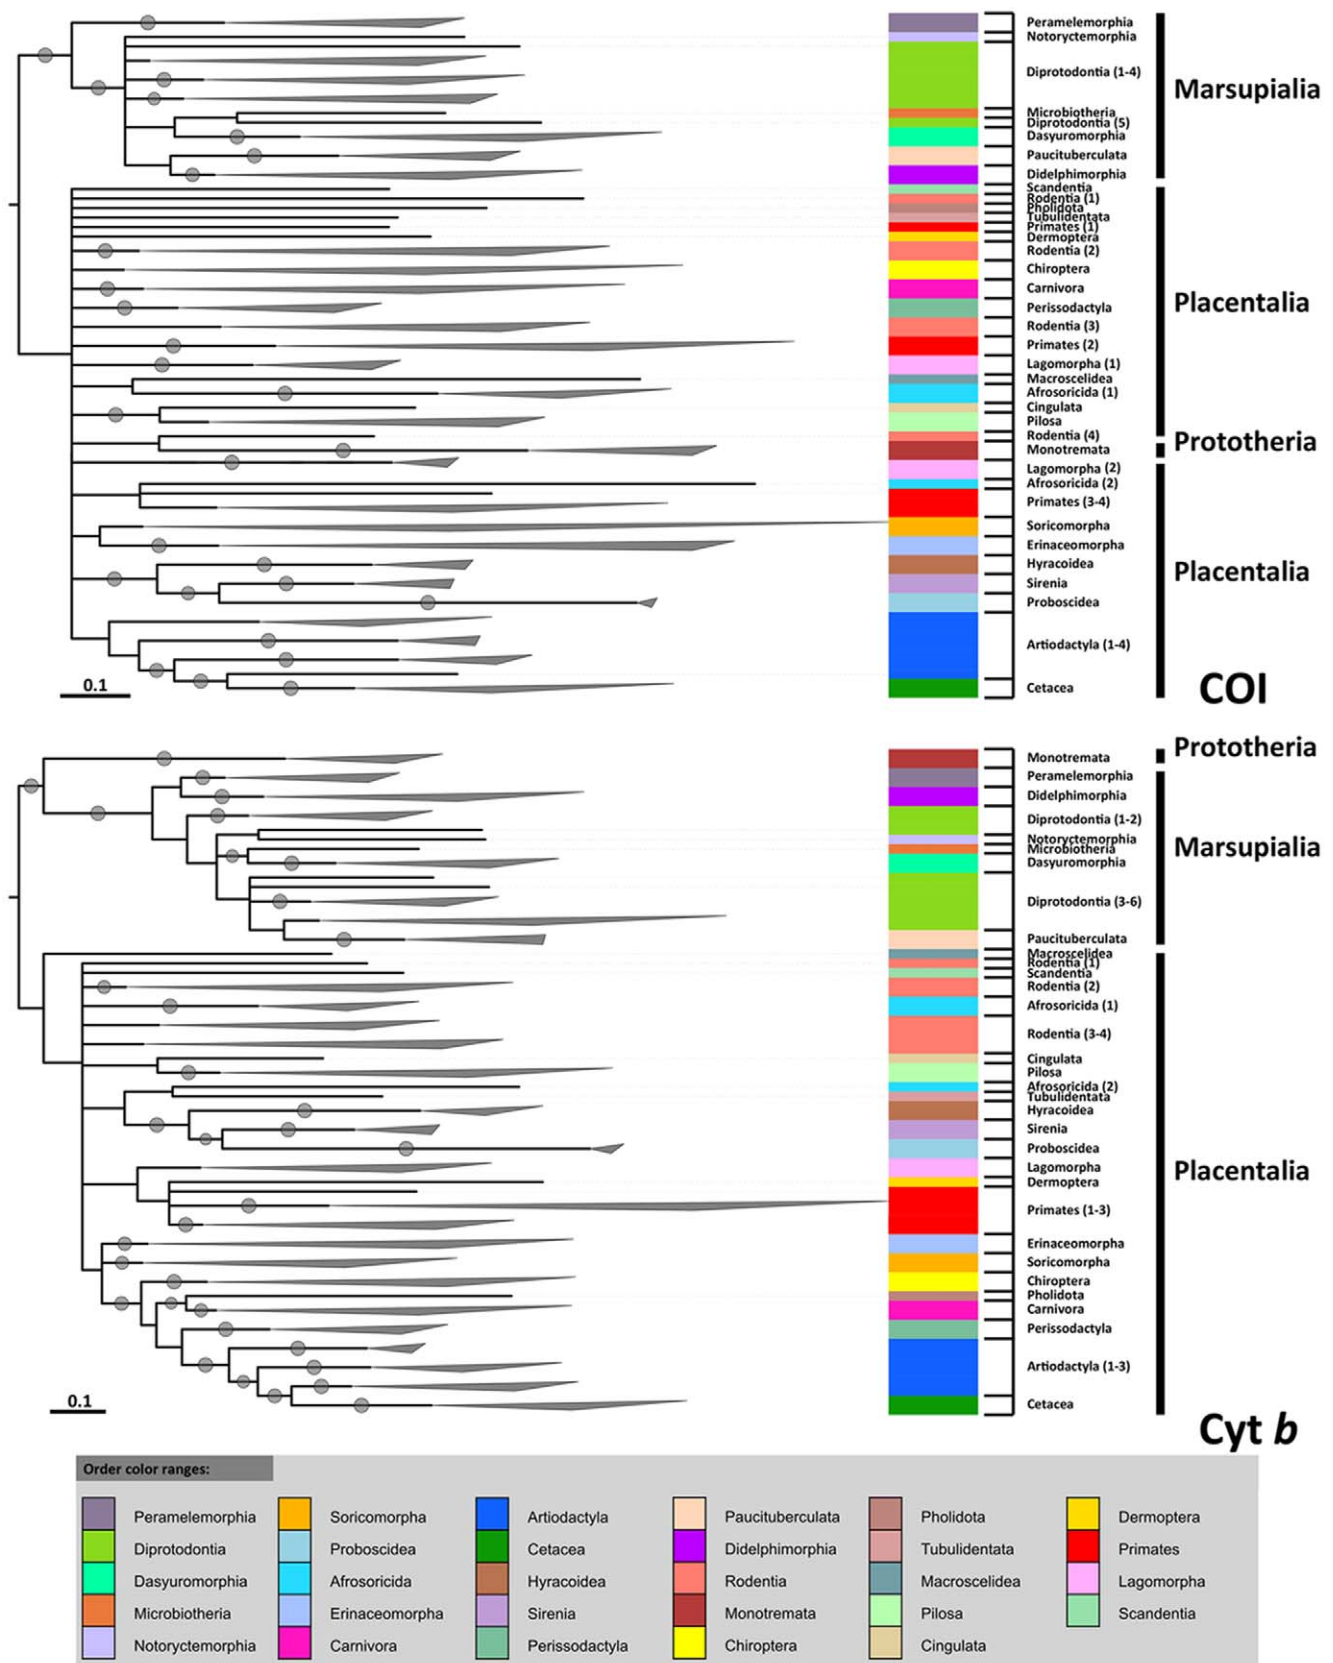 Peramelemorphia
Notoryctemorphia
Diprotodontia (1-4)
Microbiotheria
Diprotodontia (5)
Dasyuromorphia
Paucituberculata
Didelphimorphia
Marsupialia
Scandentia
Rodentia (1)
Pholidota
Tubulidentata
Primates (1)
Dermoptera
Rodentia (2)
Chiroptera
Carnivora
Perissodactyla
Rodentia (3)
Primates (2)
Lagomorpha (1)
Macroscelidea
Afrosoricida (1)
Cingulata
Pilosa
Placentalia
Rodentia (4)
Monotremata
Prototheria
Lagomorpha (2)
Afrosoricida (2)
Primates (3-4)
Soricomorpha
Erinaceomorpha
Hyracoidea
Sirenia
Proboscidea
Artiodactyla (1-4)
Cetacea
Placentalia
0.1
COI
Monotremata
Prototheria
Peramelemorphia
Didelphimorphia
Diprotodontia (1-2)
Notoryctemorphia
Microbiotheria
Dasyuromorphia
Diprotodontia (3-6)
Paucituberculata
Marsupialia
Macroscelidea
Rodentia (1)
Scandentia
Rodentia (2)
Afrosoricida (1)
Rodentia (3-4)
Cingulata
Pilosa
Afrosoricida (2)
Tubulidentata
Hyracoidea
Sirenia
Proboscidea
Lagomorpha
Dermoptera
Primates (1-3)
Erinaceomorpha
Soricomorpha
Chiroptera
Pholidota
Carnivora
Perissodactyla
Artiodactyla (1-3)
Cetacea
Placentalia
0.1
Cyt b
Order color ranges:
Peramelemorphia
Diprotodontia
Dasyuromorphia
Microbiotheria
Notoryctemorphia
Soricomorpha
Proboscidea
Afrosoricida
Erinaceomorpha
Carnivora
Artiodactyla
Cetacea
Hyracoidea
Sirenia
Perissodactyla
Paucituberculata
Didelphimorphia
Rodentia
Monotremata
Chiroptera
Pholidota
Tubulidentata
Macroscelidea
Pilosa
Cingulata
Dermoptera
Primates
Lagomorpha
Scandentia